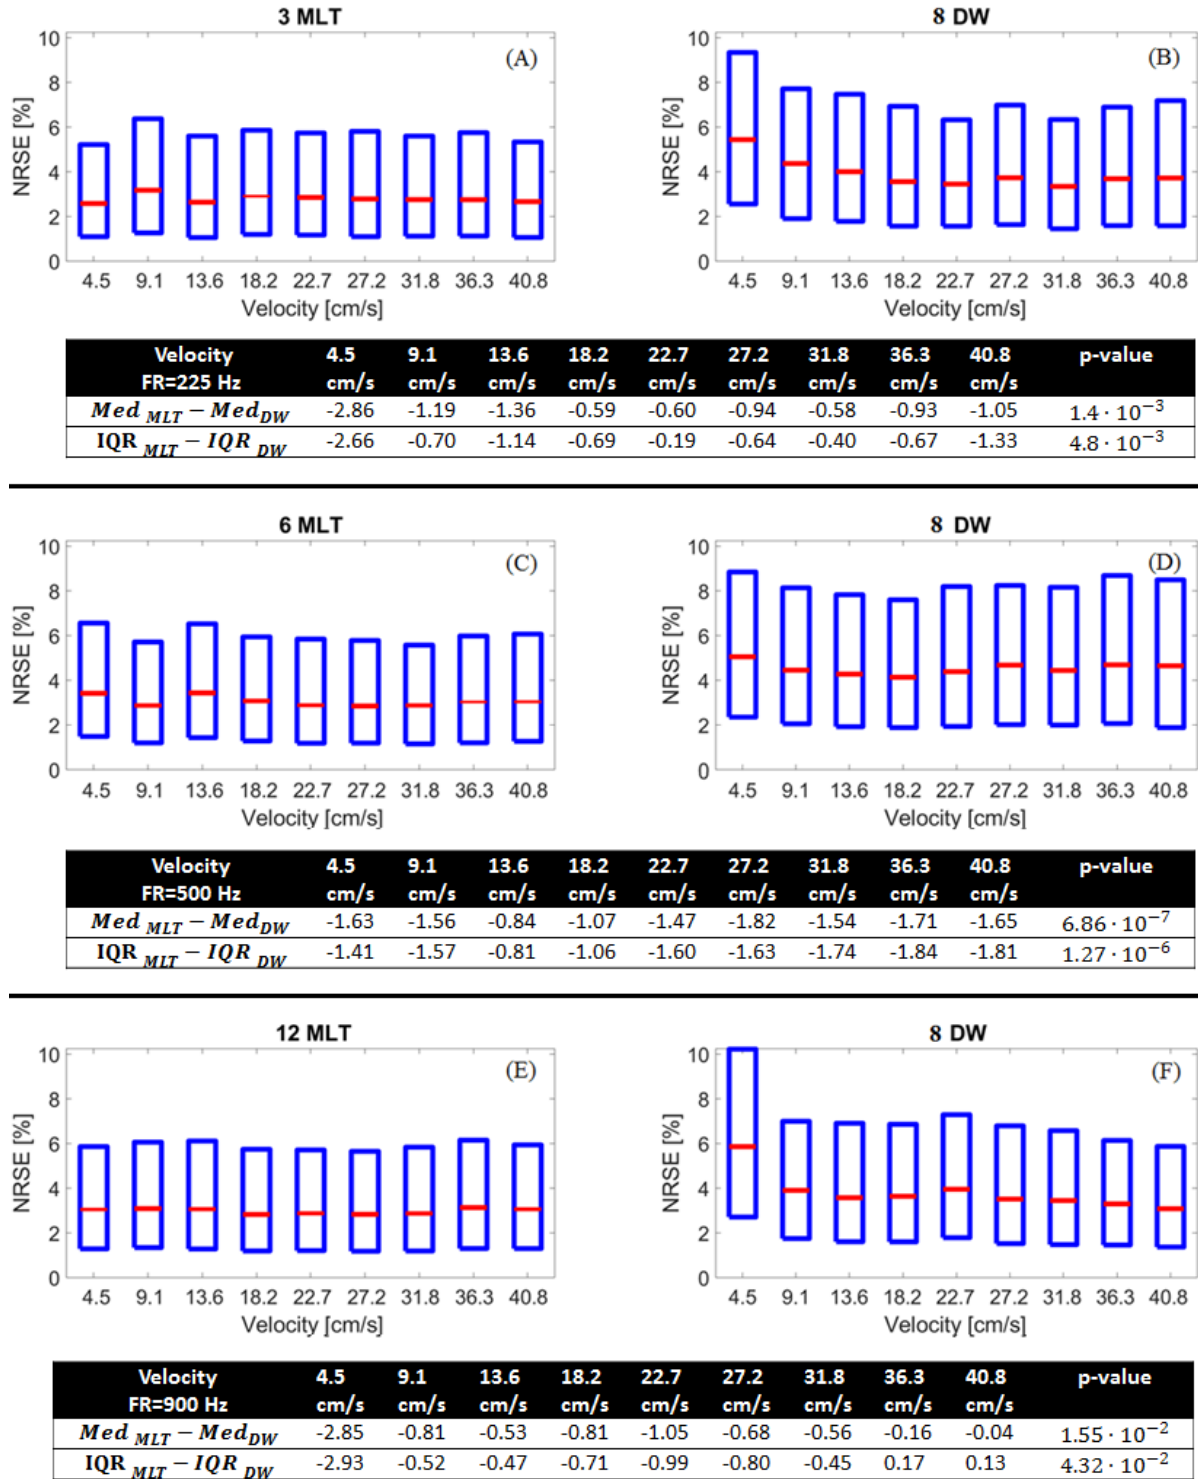 3 MLT
8 DW
10
8
6
4
2
0
NRSE [%]
(A)
4.5 9.1 13.6 18.2 22.7 27.2 31.8 36.3 40.8
Velocity [cm/s]
10
8
6
4
2
0
NRSE [%]
(B)
4.5 9.1 13.6 18.2 22.7 27.2 31.8 36.3 40.8
Velocity [cm/s]
Velocity 4.5 9.1 13.6 18.2 22.7 27.2 31.8 36.3 40.8 p-value
FR=225 Hz cm/s cm/s cm/s cm/s cm/s cm/s cm/s cm/s cm/s
Med MLT − Med DW -2.86 -1.19 -1.36 -0.59 -0.60 -0.94 -0.58 -0.93 -1.05 1.4 · 10⁻³
IQR MLT − IQR DW -2.66 -0.70 -1.14 -0.69 -0.19 -0.64 -0.40 -0.67 -1.33 4.8 · 10⁻³
6 MLT
8 DW
10
8
6
4
2
0
NRSE [%]
(C)
4.5 9.1 13.6 18.2 22.7 27.2 31.8 36.3 40.8
Velocity [cm/s]
10
8
6
4
2
0
NRSE [%]
(D)
4.5 9.1 13.6 18.2 22.7 27.2 31.8 36.3 40.8
Velocity [cm/s]
Velocity 4.5 9.1 13.6 18.2 22.7 27.2 31.8 36.3 40.8 p-value
FR=500 Hz cm/s cm/s cm/s cm/s cm/s cm/s cm/s cm/s cm/s
Med MLT − Med DW -1.63 -1.56 -0.84 -1.07 -1.47 -1.82 -1.54 -1.71 -1.65 6.86 · 10⁻⁷
IQR MLT − IQR DW -1.41 -1.57 -0.81 -1.06 -1.60 -1.63 -1.74 -1.84 -1.81 1.27 · 10⁻⁶
12 MLT
8 DW
10
8
6
4
2
0
NRSE [%]
(E)
4.5 9.1 13.6 18.2 22.7 27.2 31.8 36.3 40.8
Velocity [cm/s]
10
8
6
4
2
0
NRSE [%]
(F)
4.5 9.1 13.6 18.2 22.7 27.2 31.8 36.3 40.8
Velocity [cm/s]
Velocity 4.5 9.1 13.6 18.2 22.7 27.2 31.8 36.3 40.8 p-value
FR=900 Hz cm/s cm/s cm/s cm/s cm/s cm/s cm/s cm/s cm/s
Med MLT − Med DW -2.85 -0.81 -0.53 -0.81 -1.05 -0.68 -0.56 -0.16 -0.04 1.55 · 10⁻²
IQR MLT − IQR DW -2.93 -0.52 -0.47 -0.71 -0.99 -0.80 -0.45 0.17 0.13 4.32 · 10⁻²